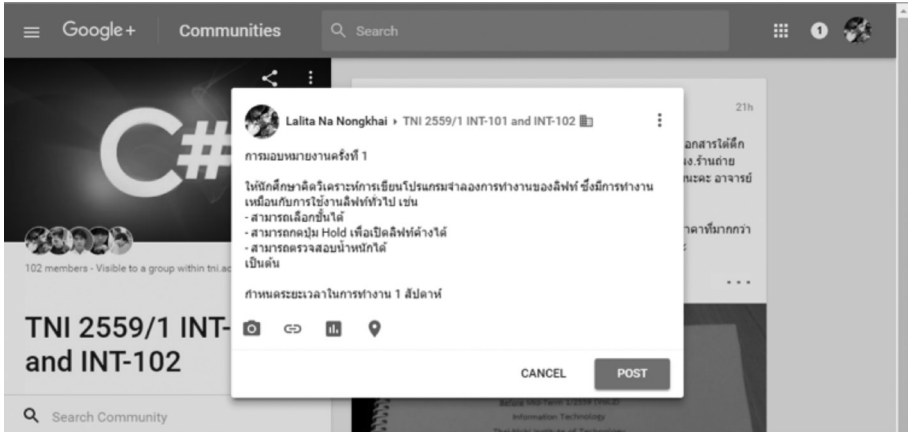 Google+
Communities
Search
1
C#
21h
Lalita Na Nongkhai ▸ TNI 2559/1 INT-101 and INT-102
การมอบหมายงานครั้งที่ 1
ให้นักศึกษาคิดวิเคราะห์การเขียนโปรแกรมจำลองการทำงานของลิฟท์ ซึ่งมีการทำงาน
เหมือนกับการใช้งานลิฟท์ทั่วไป เช่น
- สามารถเลือกชั้นได้
- สามารถกดปุ่ม Hold เพื่อเปิดลิฟท์ค้างได้
- สามารถตรวจสอบน้ำหนักได้
เป็นต้น
กำหนดระยะเวลาในการทำงาน 1 สัปดาห์
CANCEL
POST
อกสารได้ตึก
ง.ร้านถ่าย
นะคะ อาจารย์
าคาที่มากกว่า
102 members - Visible to a group within tni.ac
TNI 2559/1 INT-
and INT-102
Search Community
Information Technology
Thai-Nichi Institute of Technology